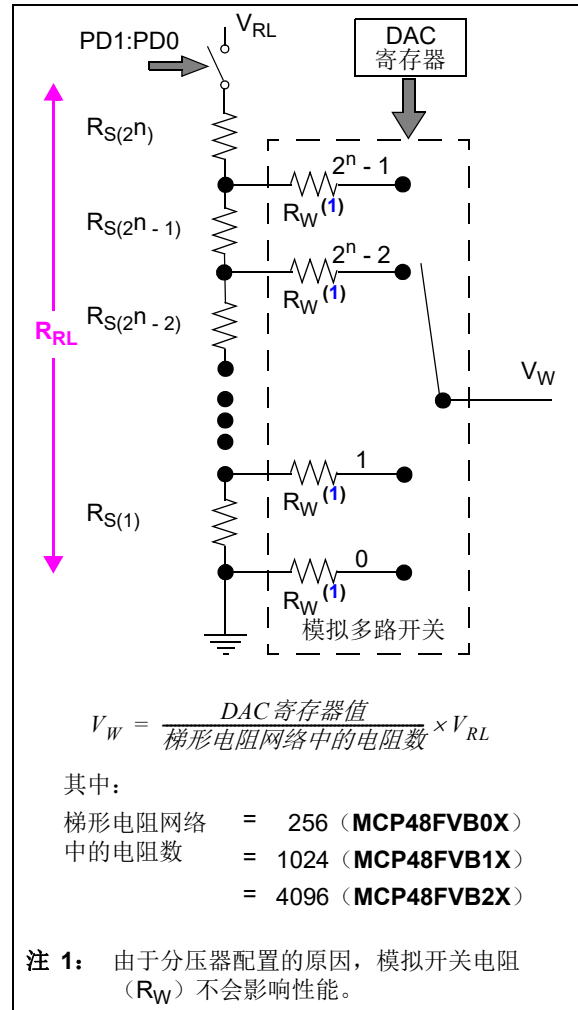 V_RL
PD1:PD0
DAC
寄存器
R_S(2^n)
2^n - 1
R_W (1)
R_S(2^n - 1)
2^n - 2
R_W (1)
R_S(2^n - 2)
R_RL
V_W
1
R_W (1)
R_S(1)
0
R_W (1)
模拟多路开关
V_W = DAC 寄存器值 / 梯形电阻网络中的电阻数 × V_RL
其中：
梯形电阻网络 = 256（MCP48FVB0X）
中的电阻数 = 1024（MCP48FVB1X）
= 4096（MCP48FVB2X）
注 1： 由于分压器配置的原因，模拟开关电阻
（R_W）不会影响性能。